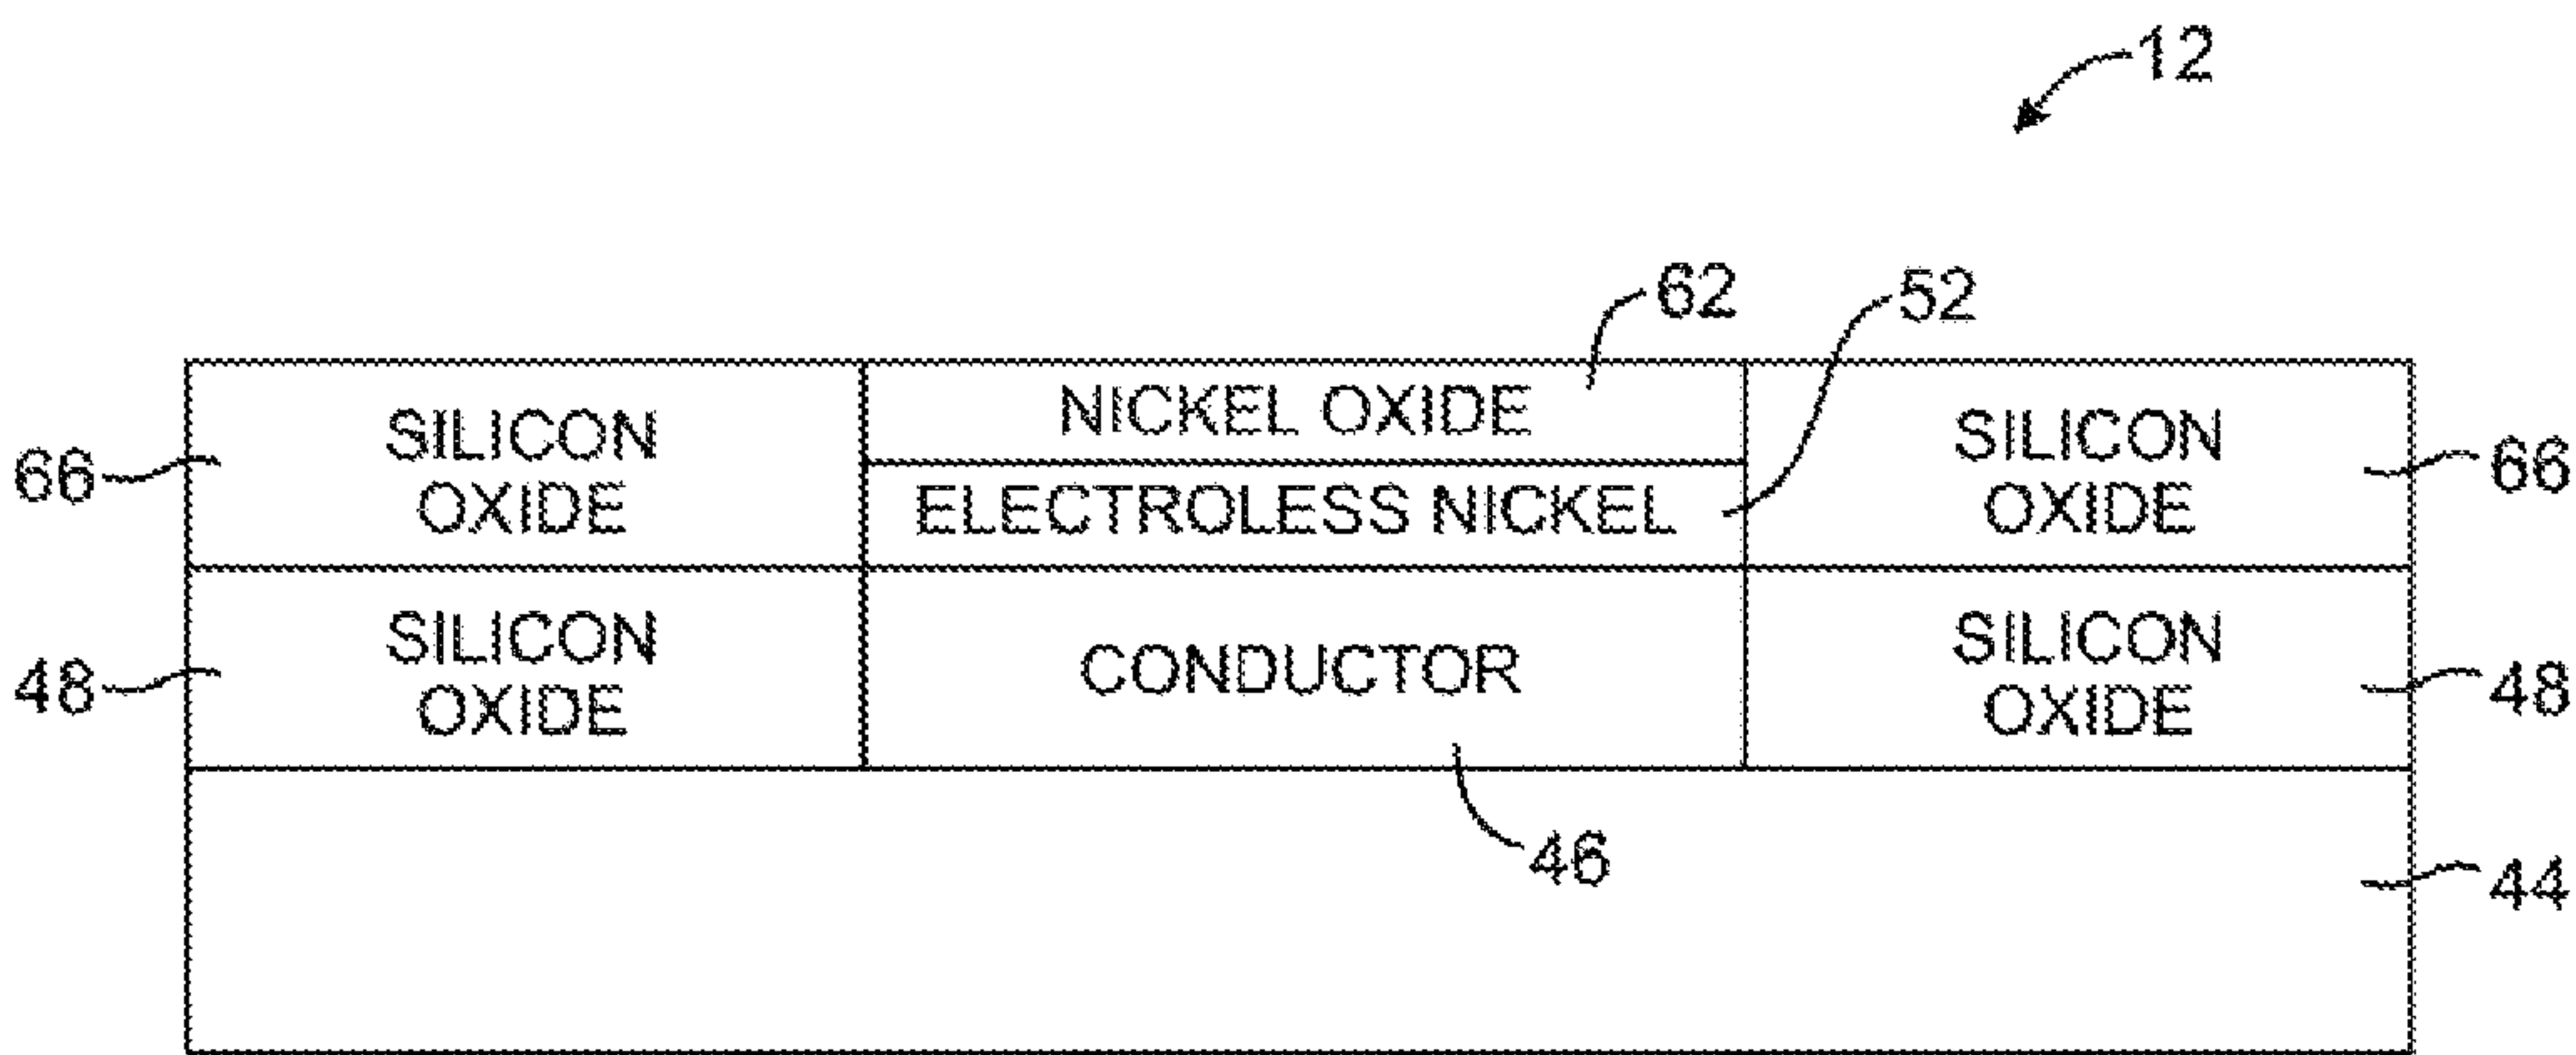 12
62
52
SILICON
OXIDE
NICKEL OXIDE
ELECTROLESS NICKEL
SILICON
OXIDE
66
66
SILICON
OXIDE
CONDUCTOR
SILICON
OXIDE
48
48
46
44